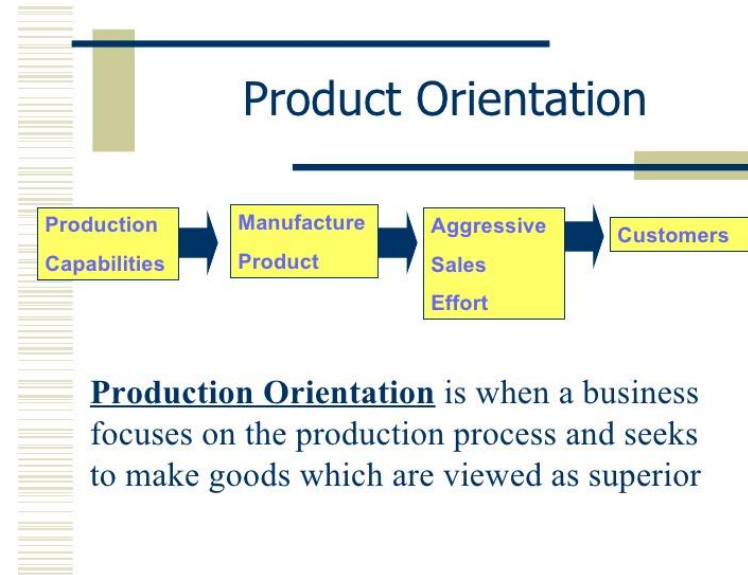 Product Orientation
Production
Capabilities
Manufacture
Product
Aggressive
Sales
Effort
Customers
Production Orientation is when a business
focuses on the production process and seeks
to make goods which are viewed as superior